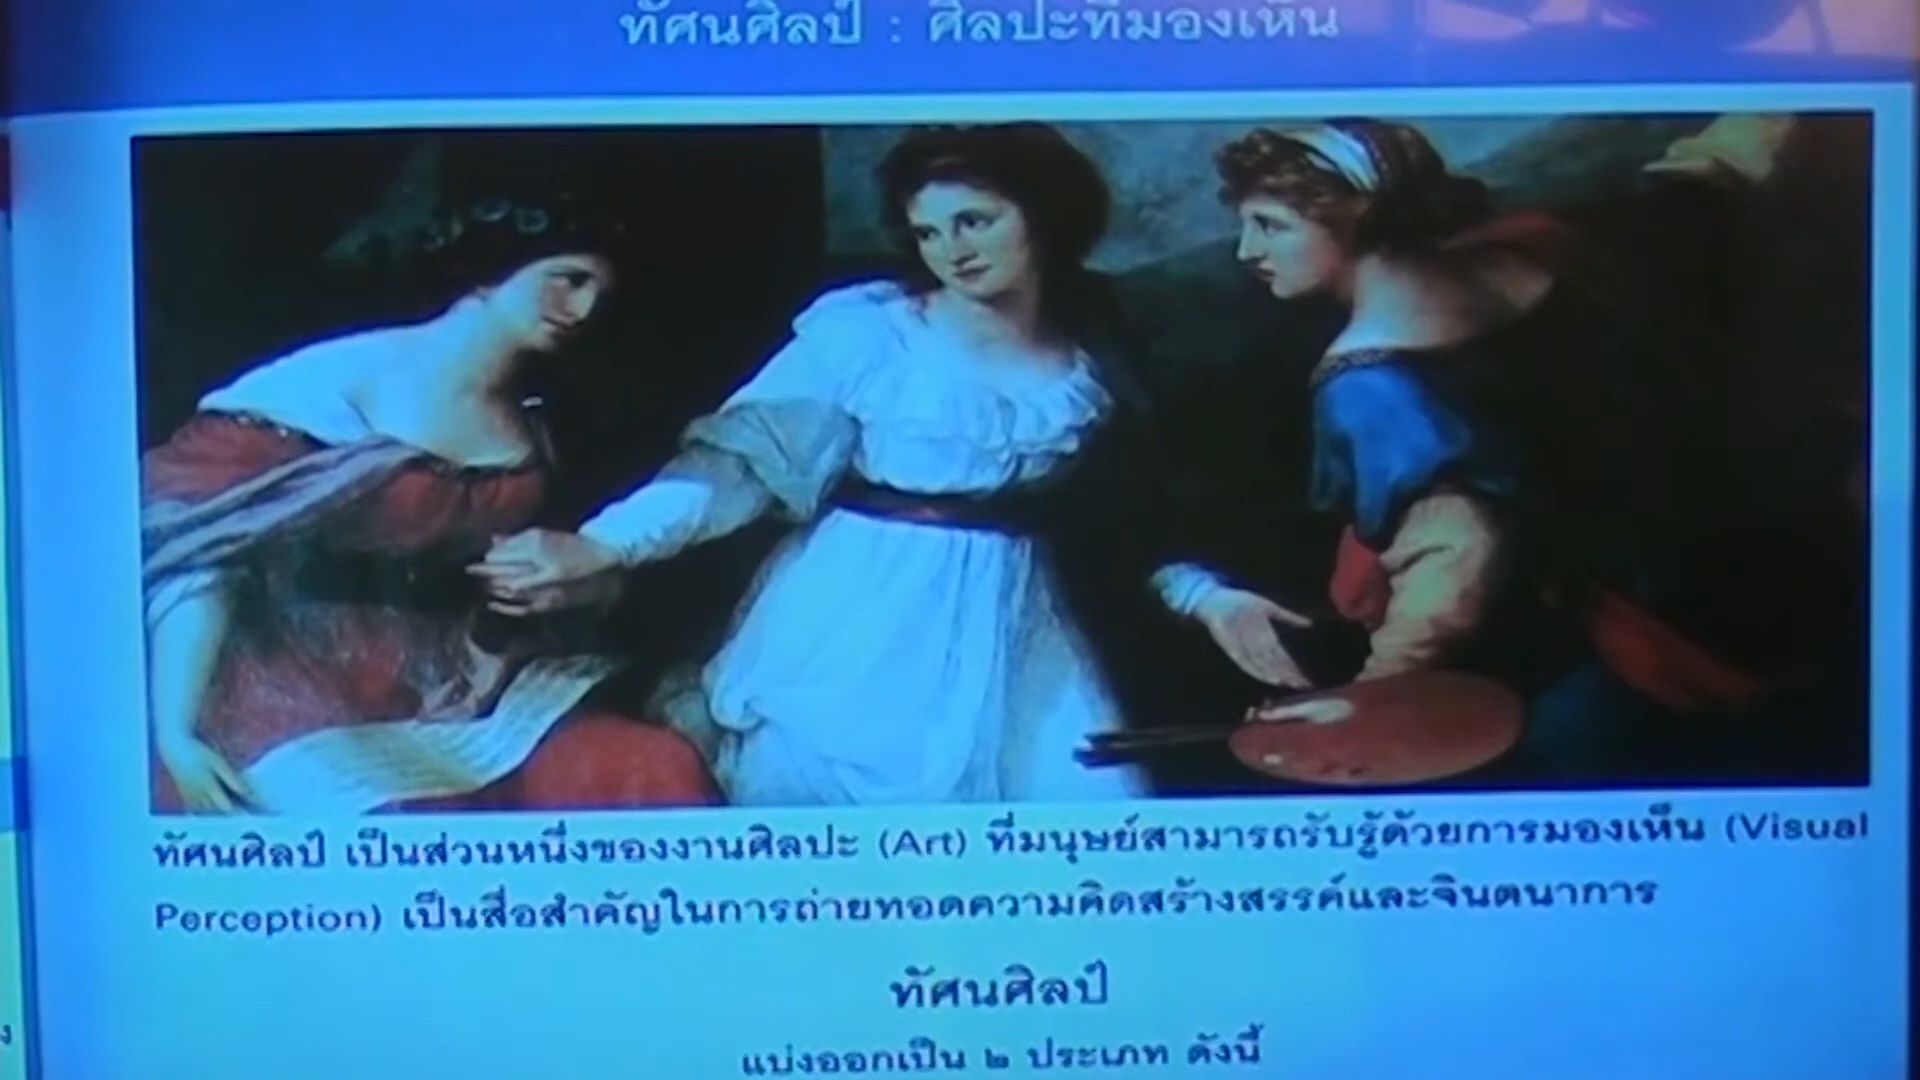 ทัศนศิลป์ : ศิลปะที่มองเห็น
ทัศนศิลป์ เป็นส่วนหนึ่งของงานศิลปะ (Art) ที่มนุษย์สามารถรับรู้ด้วยการมองเห็น (Visual
Perception) เป็นสื่อสำคัญในการถ่ายทอดความคิดสร้างสรรค์และจินตนาการ
ทัศนศิลป์
แบ่งออกเป็น ๒ ประเภท ดังนี้